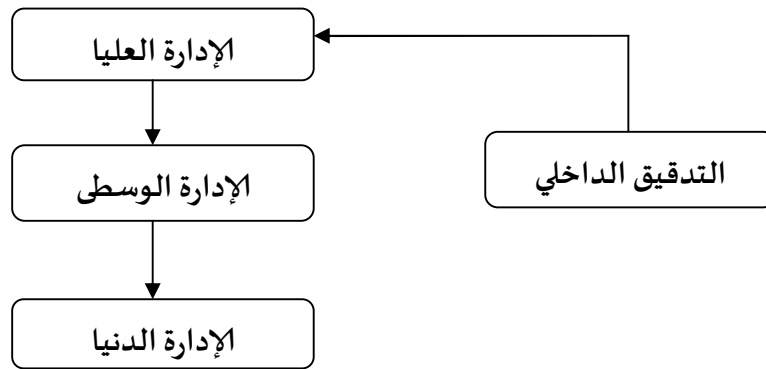 الإدارة العليا
التدقيق الداخلي
الإدارة الوسطى
الإدارة الدنيا